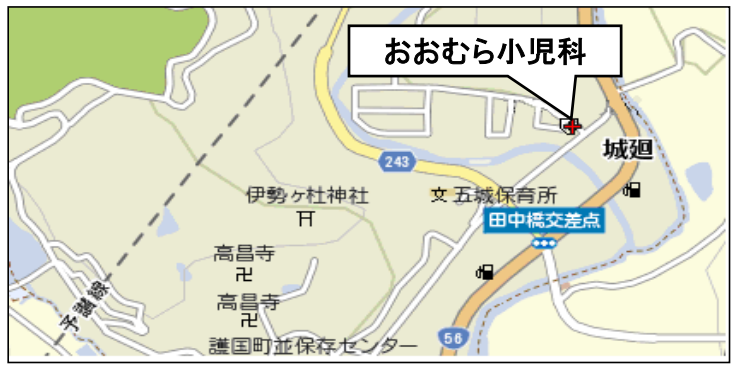 おおむら小児科
城廻
243
伊勢ヶ杜神社
文 五城保育所
田中橋交差点
高昌寺
高昌寺
予讃線
56
護国町並保存センター